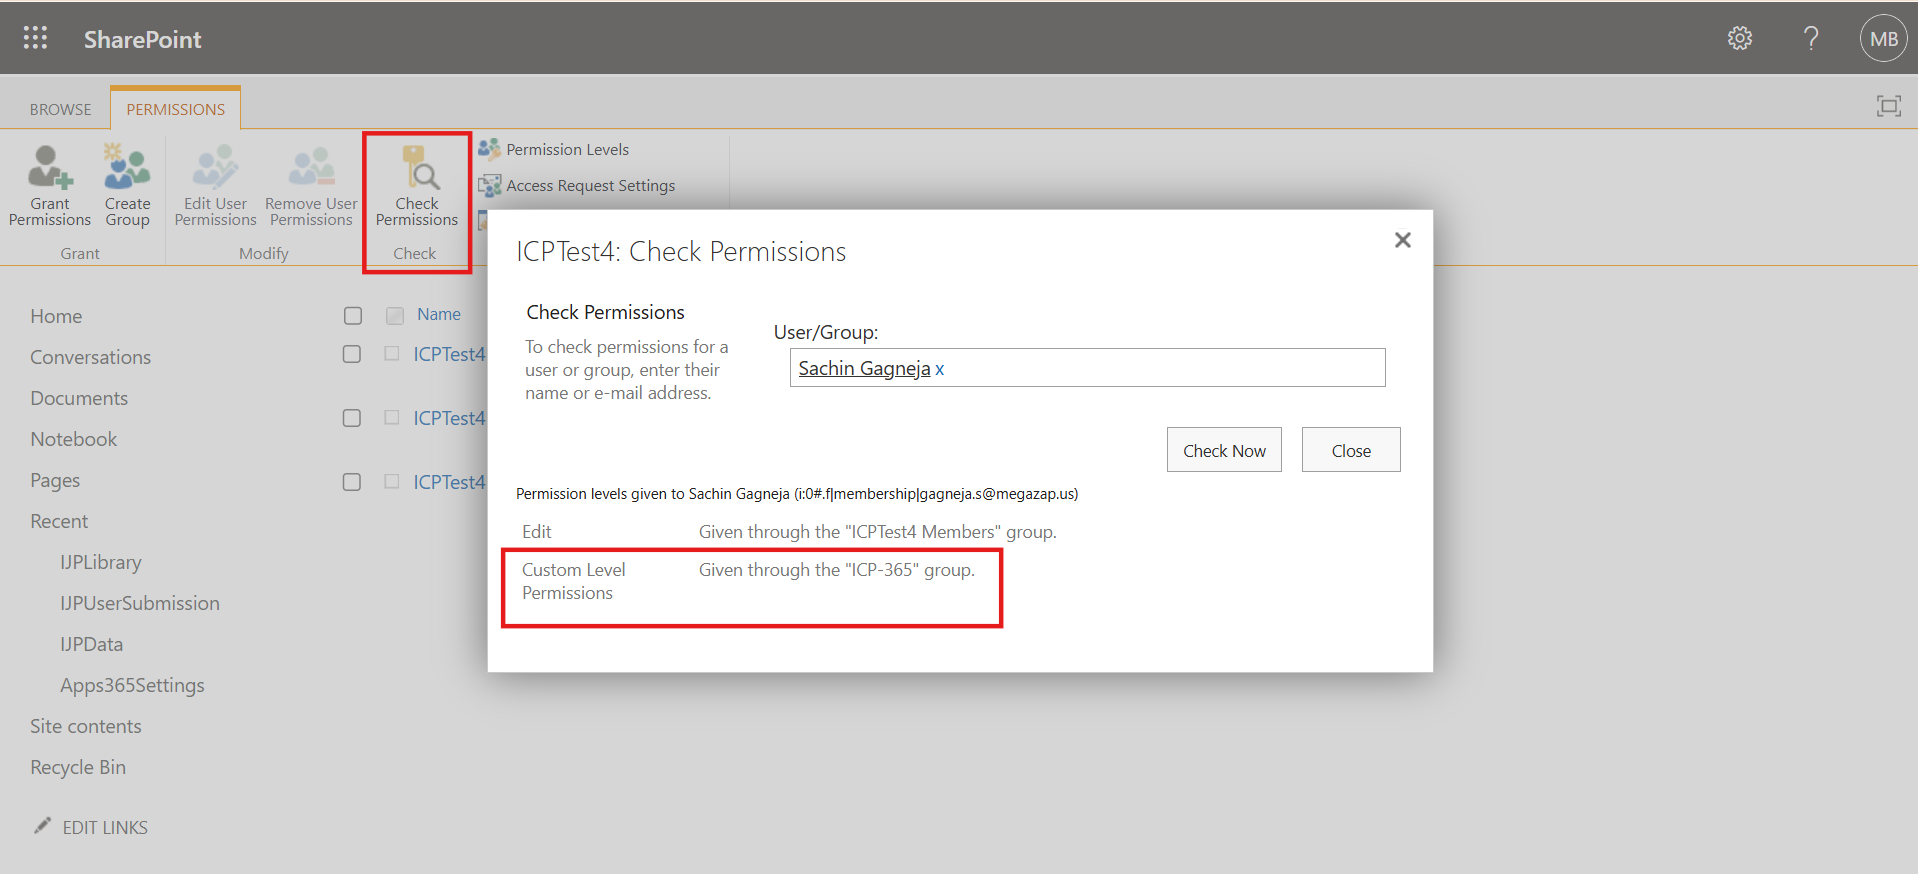 SharePoint
?
MB
BROWSE
PERMISSIONS
Grant
Permissions
Create
Group
Edit User
Permissions
Remove User
Permissions
Check
Permissions
Permission Levels
Access Request Settings
Grant
Modify
Check
ICPTest4: Check Permissions
Check Permissions
To check permissions for a
user or group, enter their
name or e-mail address.
User/Group:
Sachin Gagneja x
Check Now
Close
Permission levels given to Sachin Gagneja (i:0#.f|membership|gagneja.s@megazap.us)
Edit
Given through the "ICPTest4 Members" group.
Custom Level
Permissions
Given through the "ICP-365" group.
Home
Conversations
Documents
Notebook
Pages
Recent
IJPLibrary
IJPUserSubmission
IJPData
Apps365Settings
Site contents
Recycle Bin
EDIT LINKS
Name
ICPTest4
ICPTest4
ICPTest4